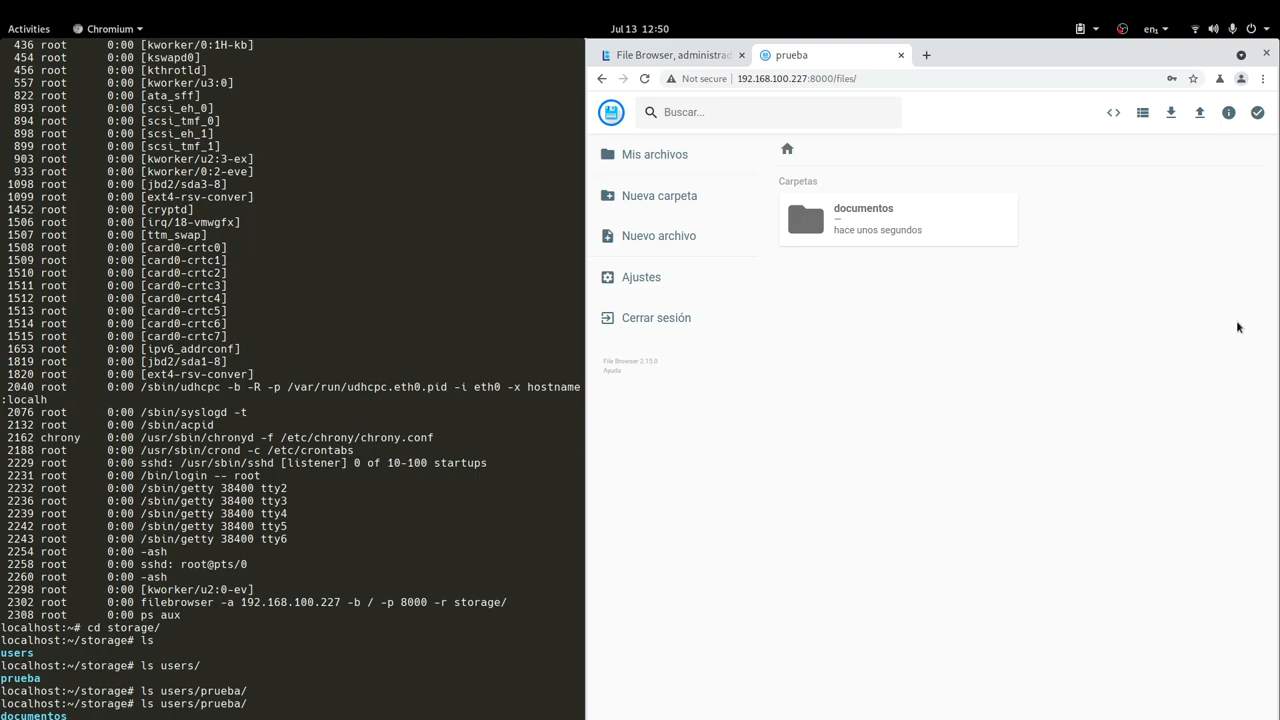 Activities
Chromium
Jul 13 12:50
en₁
436 root 0:00 [kworker/0:1H-kb]
454 root 0:00 [kswapd0]
456 root 0:00 [kthrotld]
557 root 0:00 [kworker/u3:0]
822 root 0:00 [ata_sff]
893 root 0:00 [scsi_eh_0]
894 root 0:00 [scsi_tmf_0]
898 root 0:00 [scsi_eh_1]
899 root 0:00 [scsi_tmf_1]
903 root 0:00 [kworker/u2:3-ex]
933 root 0:00 [kworker/0:2-eve]
1098 root 0:00 [jbd2/sda3-8]
1099 root 0:00 [ext4-rsv-conver]
1452 root 0:00 [cryptd]
1506 root 0:00 [irq/18-vmwgfx]
1507 root 0:00 [ttm_swap]
1508 root 0:00 [card0-crtc0]
1509 root 0:00 [card0-crtc1]
1510 root 0:00 [card0-crtc2]
1511 root 0:00 [card0-crtc3]
1512 root 0:00 [card0-crtc4]
1513 root 0:00 [card0-crtc5]
1514 root 0:00 [card0-crtc6]
1515 root 0:00 [card0-crtc7]
1653 root 0:00 [ipv6_addrconf]
1819 root 0:00 [jbd2/sda1-8]
1820 root 0:00 [ext4-rsv-conver]
2040 root 0:00 /sbin/udhcpc -b -R -p /var/run/udhcpc.eth0.pid -i eth0 -x hostname
:localh
2076 root 0:00 /sbin/syslogd -t
2132 root 0:00 /sbin/acpid
2162 chrony 0:00 /usr/sbin/chronyd -f /etc/chrony/chrony.conf
2188 root 0:00 /usr/sbin/crond -c /etc/crontabs
2229 root 0:00 sshd: /usr/sbin/sshd [listener] 0 of 10-100 startups
2231 root 0:00 /bin/login -- root
2232 root 0:00 /sbin/getty 38400 tty2
2236 root 0:00 /sbin/getty 38400 tty3
2239 root 0:00 /sbin/getty 38400 tty4
2242 root 0:00 /sbin/getty 38400 tty5
2243 root 0:00 /sbin/getty 38400 tty6
2254 root 0:00 -ash
2258 root 0:00 sshd: root@pts/0
2260 root 0:00 -ash
2298 root 0:00 [kworker/u2:0-ev]
2302 root 0:00 filebrowser -a 192.168.100.227 -b / -p 8000 -r storage/
2308 root 0:00 ps aux
localhost:~# cd storage/
localhost:~/storage# ls
users
localhost:~/storage# ls users/
prueba
localhost:~/storage# ls users/prueba/
localhost:~/storage# ls users/prueba/
documentos
File Browser, administrad
prueba
Not secure
192.168.100.227:8000/files/
Buscar...
Mis archivos
Nueva carpeta
Nuevo archivo
Ajustes
Cerrar sesión
File Browser 2.15.0
Ayuda
Carpetas
documentos
—
hace unos segundos